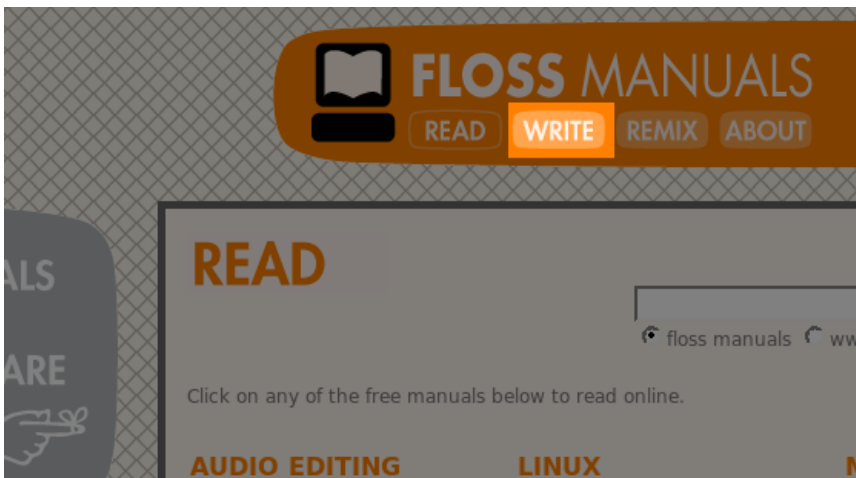 FLOSS MANUALS
READ WRITE REMIX ABOUT
ALS
ARE
READ
floss manuals ww
Click on any of the free manuals below to read online.
AUDIO EDITING LINUX